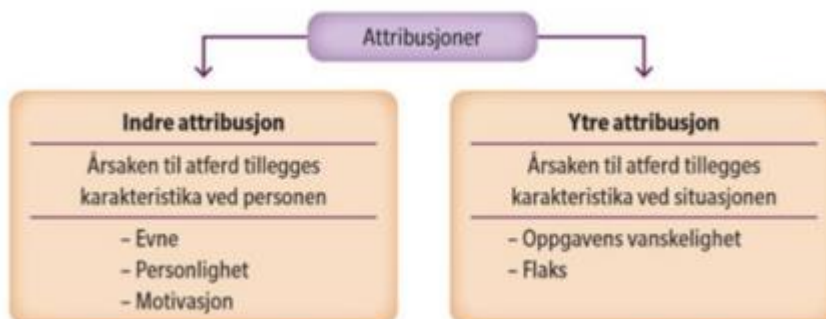 Attribusjoner
Indre attribusjon
Årsaken til atferd tillegges
karakteristika ved personen
– Evne
– Personlighet
– Motivasjon
Ytre attribusjon
Årsaken til atferd tillegges
karakteristika ved situasjonen
– Oppgavens vanskelighet
– Flaks